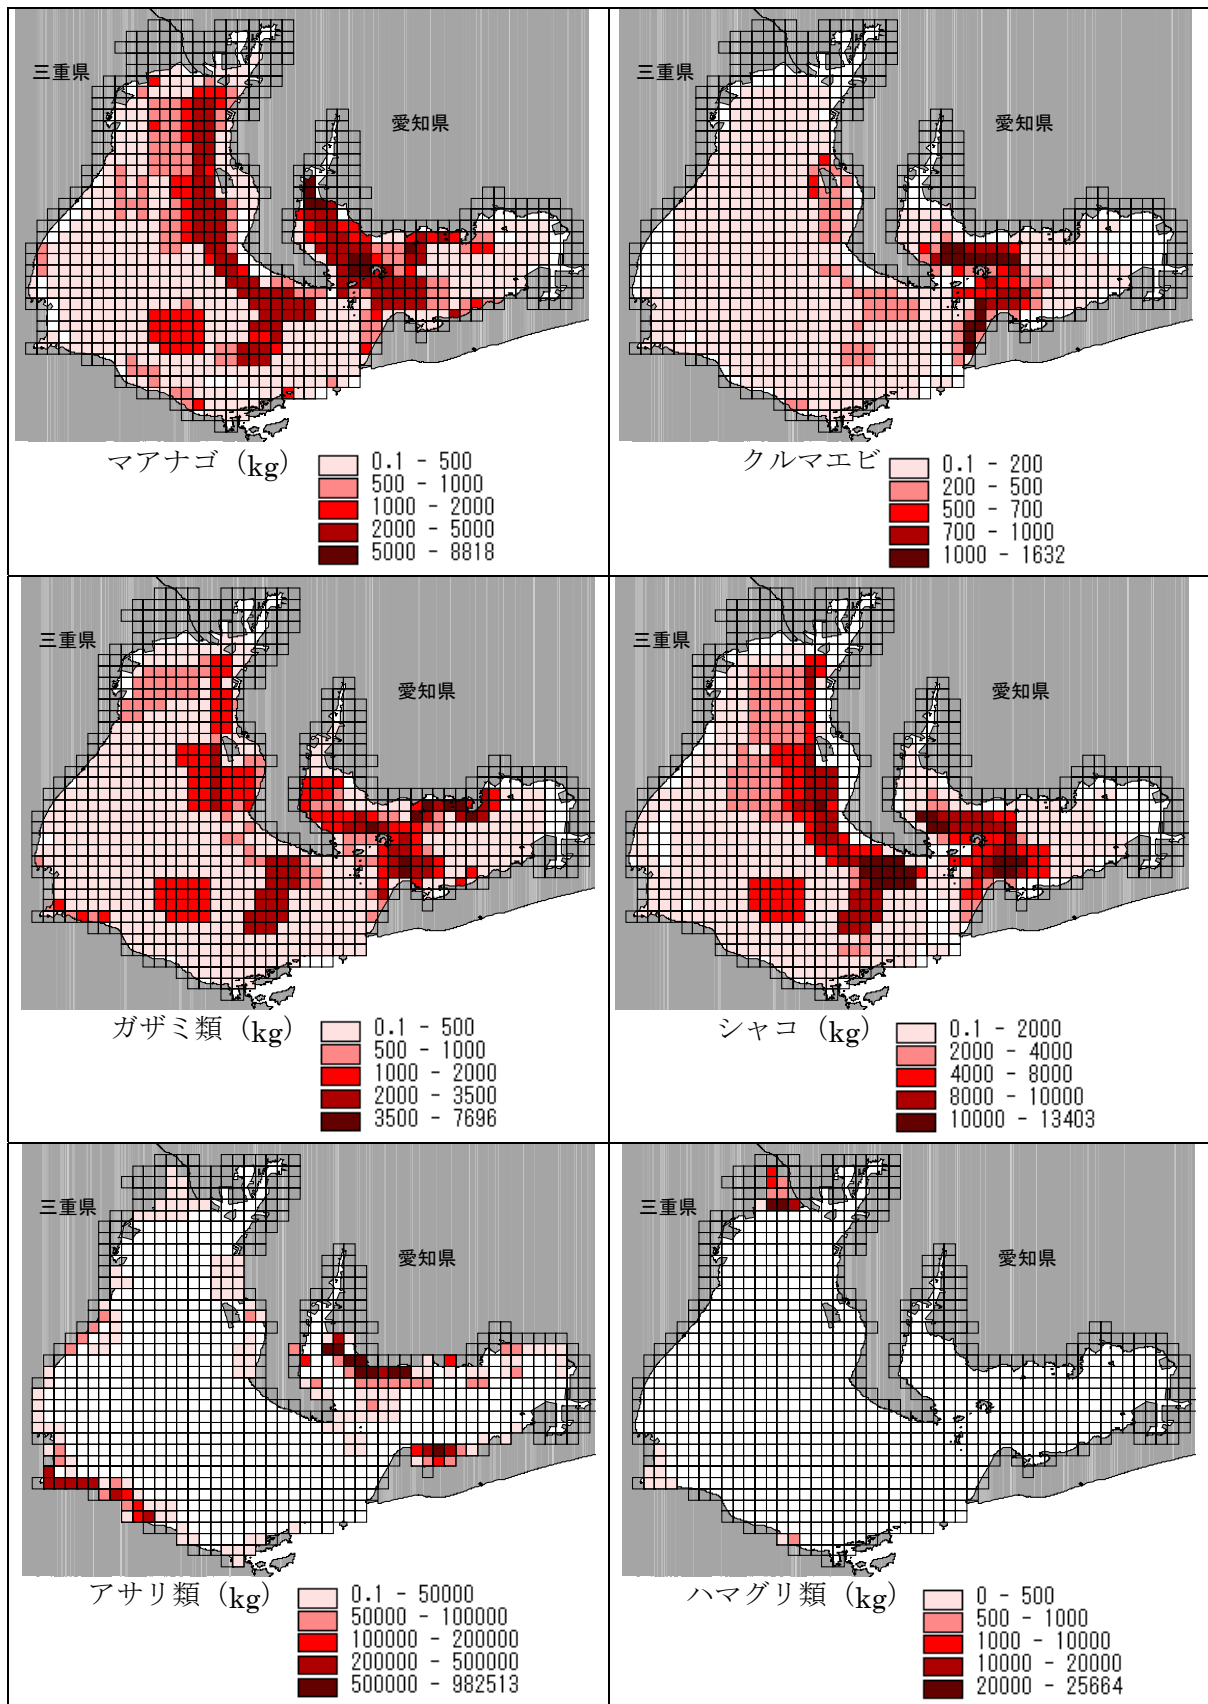 三重県
愛知県
マアナゴ（kg）
0.1 - 500
500 - 1000
1000 - 2000
2000 - 5000
5000 - 8818
三重県
愛知県
クルマエビ
0.1 - 200
200 - 500
500 - 700
700 - 1000
1000 - 1632
三重県
愛知県
ガザミ類（kg）
0.1 - 500
500 - 1000
1000 - 2000
2000 - 3500
3500 - 7696
三重県
愛知県
シャコ（kg）
0.1 - 2000
2000 - 4000
4000 - 8000
8000 - 10000
10000 - 13403
三重県
愛知県
アサリ類（kg）
0.1 - 50000
50000 - 100000
100000 - 200000
200000 - 500000
500000 - 982513
三重県
愛知県
ハマグリ類（kg）
0 - 500
500 - 1000
1000 - 10000
10000 - 20000
20000 - 25664